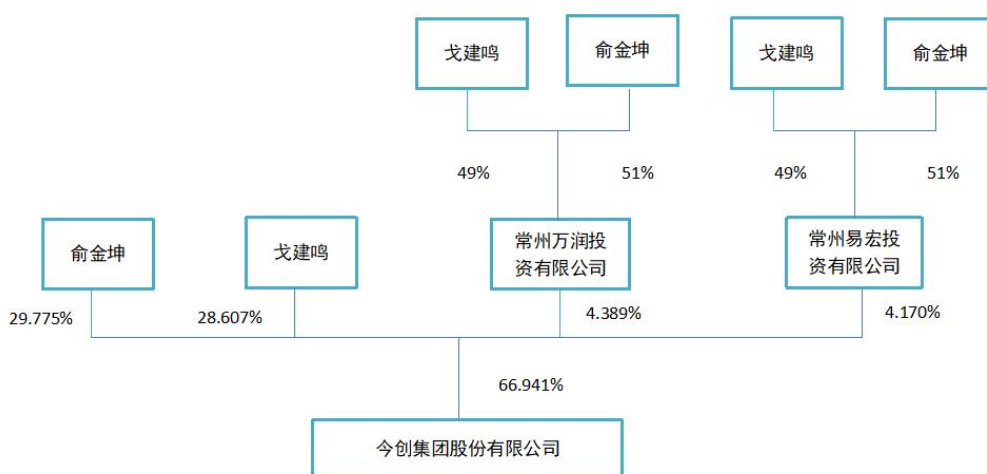 戈建鸣
俞金坤
戈建鸣
俞金坤
49%
51%
49%
51%
俞金坤
戈建鸣
常州万润投
资有限公司
常州易宏投
资有限公司
29.775%
28.607%
4.389%
4.170%
66.941%
今创集团股份有限公司